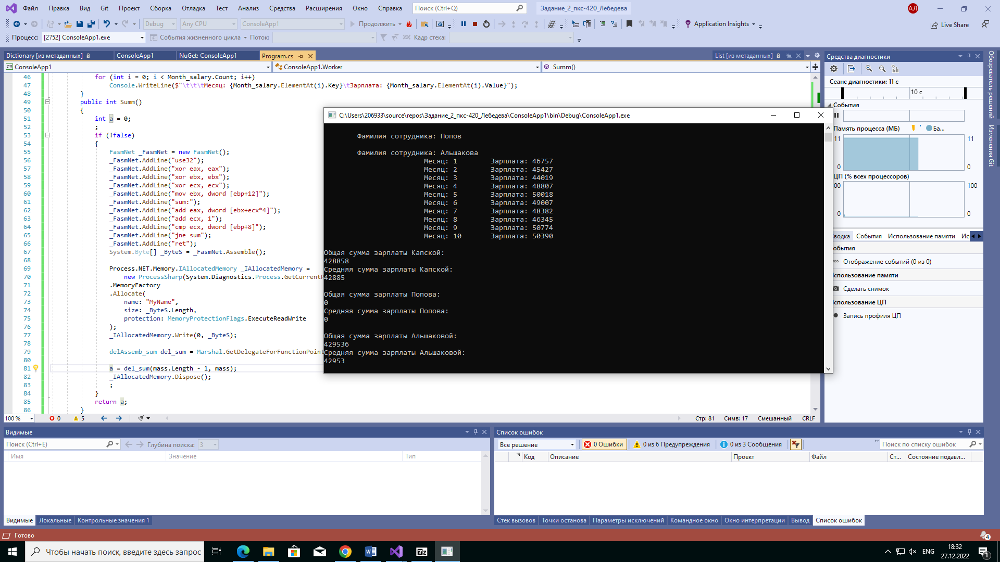 Файл Правка Вид Git Проект Сборка Отладка Тест Анализ Средства Расширения Окно Справка Поиск (Ctrl+Q) Задание_2_пкс-420_Лебедева АЛ
Debug Any CPU ConsoleApp1 Продолжить Application Insights Live Share
Процесс: [2752] ConsoleApp1.exe События жизненного цикла Поток: Кадр стека:
Dictionary [из метаданных] ConsoleApp1 NuGet: ConsoleApp1 Program.cs List [из метаданных]
ConsoleApp1 ConsoleApp1.Worker Summ()
46 for (int i = 0; i < Month_salary.Count; i++)
47 Console.WriteLine($"\t\t\tМесяц: {Month_salary.ElementAt(i).Key}\tЗарплата: {Month_salary.ElementAt(i).Value}");
48 }
49 public int Summ()
50 {
51 int a = 0;
52 ;
53 if (!false)
54 {
55 FasmNet _FasmNet = new FasmNet();
56 _FasmNet.AddLine("use32");
57 _FasmNet.AddLine("xor eax, eax");
58 _FasmNet.AddLine("xor ebx, ebx");
59 _FasmNet.AddLine("xor ecx, ecx");
60 _FasmNet.AddLine("mov ebx, dword [ebp+12]");
61 _FasmNet.AddLine("sum:");
62 _FasmNet.AddLine("add eax, dword [ebx+ecx*4]");
63 _FasmNet.AddLine("add ecx, 1");
64 _FasmNet.AddLine("cmp ecx, dword [ebp+8]");
65 _FasmNet.AddLine("jne sum");
66 _FasmNet.AddLine("ret");
67 System.Byte[] _ByteS = _FasmNet.Assemble();
68
69 Process.NET.Memory.IAllocatedMemory _IAllocatedMemory =
70 new ProcessSharp(System.Diagnostics.Process.GetCurrentP
71 .MemoryFactory
72 .Allocate(
73 name: "MyName",
74 size: _ByteS.Length,
75 protection: MemoryProtectionFlags.ExecuteReadWrite
76 );
77 _IAllocatedMemory.Write(0, _ByteS);
78
79 delAssemb_sum del_sum = Marshal.GetDelegateForFunctionPoint
80
81 a = del_sum(mass.Length - 1, mass);
82 _IAllocatedMemory.Dispose();
83 ;
84 }
85 return a;
86 }
C:\Users\206933\source\repos\Задание_2_пкс-420_Лебедева\ConsoleApp1\bin\Debug\ConsoleApp1.exe
Фамилия сотрудника: Попов
Фамилия сотрудника: Альшакова
Месяц: 1 Зарплата: 46757
Месяц: 2 Зарплата: 45427
Месяц: 3 Зарплата: 44019
Месяц: 4 Зарплата: 48807
Месяц: 5 Зарплата: 50018
Месяц: 6 Зарплата: 49007
Месяц: 7 Зарплата: 48382
Месяц: 8 Зарплата: 46345
Месяц: 9 Зарплата: 50774
Месяц: 10 Зарплата: 50390
Общая сумма зарплаты Капской:
428858
Средняя сумма зарплаты Капской:
42885
Общая сумма зарплаты Попова:
0
Средняя сумма зарплаты Попова:
0
Общая сумма зарплаты Альшаковой:
429536
Средняя сумма зарплаты Альшаковой:
42953
Средства диагностики
Сеанс диагностики: 11 с
10 с
События
Память процесса (МБ) Ба...
11 11
0 0
ЦП (% всех процессоров)
00 100
0 0
водка События Использование памяти Ис
обытия
Отображение событий (0 из 0)
спользование памяти
Сделать снимок
спользование ЦП
Запись профиля ЦП
Обозреватель решений
Изменения Git
100 % 0 5 Стр: 81 Симв: 17 Смешанный CRLF
Видимые
Поиск (Ctrl+E) Глубина поиска: 3
Имя Значение Тип
Видимые Локальные Контрольные значения 1
Список ошибок
Все решение 0 Ошибки 0 из 6 Предупреждения 0 из 3 Сообщения Поиск по списку ошибок
Код Описание Проект Файл Ст... Состояние подавл...
Стек вызовов Точки останова Параметры исключений Командное окно Окно интерпретации Вывод Список ошибок
Готово 4
Чтобы начать поиск, введите здесь запрос 7z ENG 18:32
27.12.2022 1